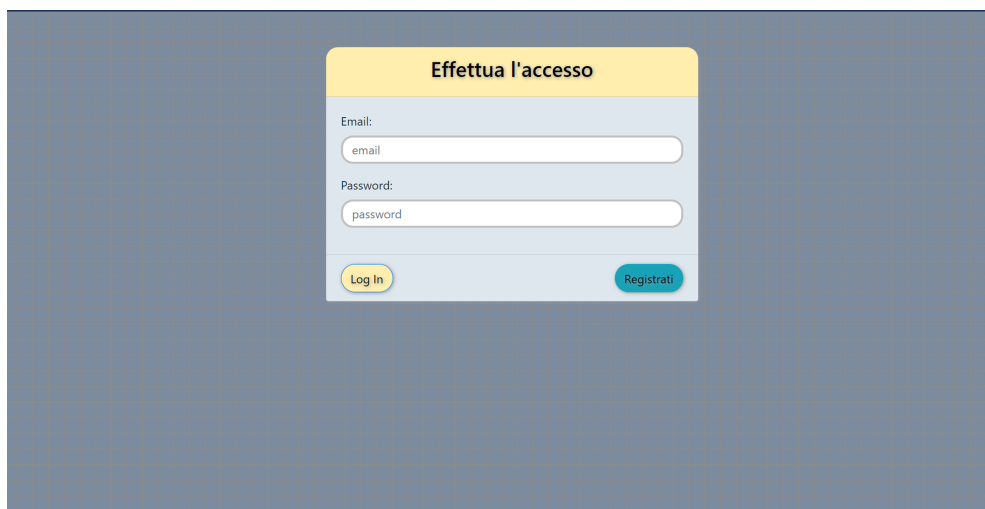 Effettua l'accesso
Email:
email
Password:
password
Log In
Registrati